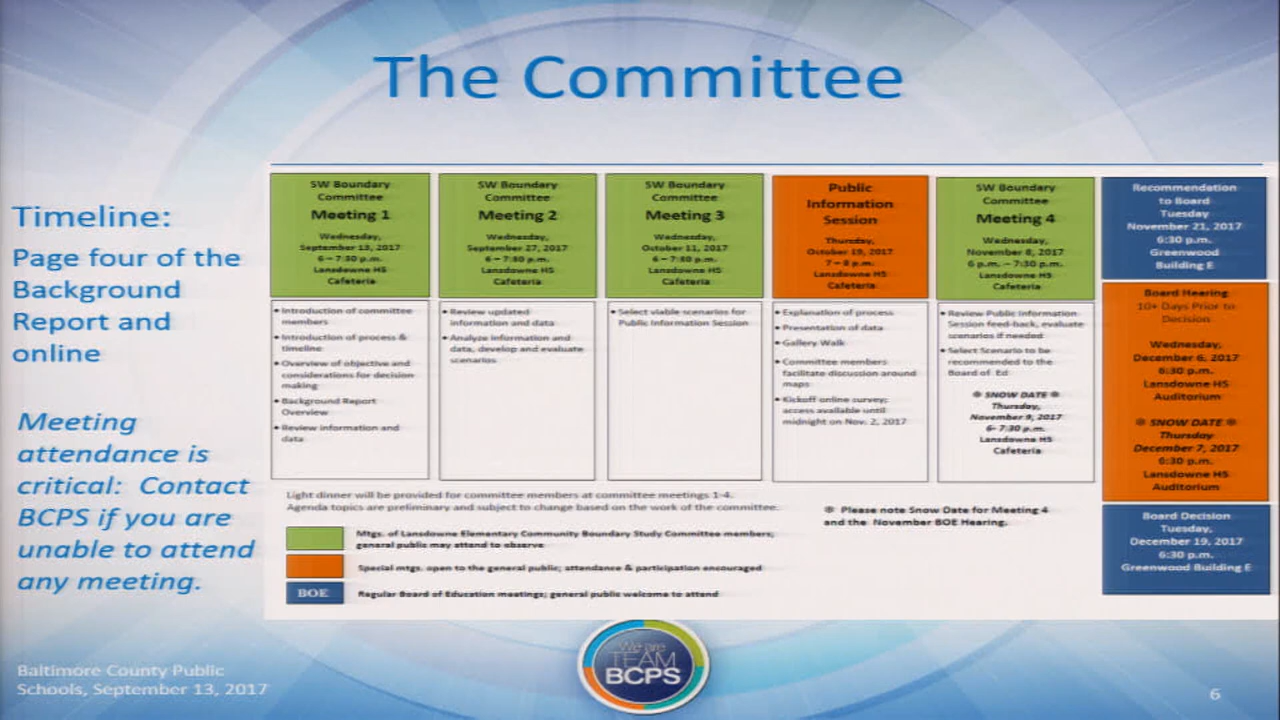 The Committee
Timeline:
Page four of the
Background
Report and
online
Meeting
attendance is
critical: Contact
BCPS if you are
unable to attend
any meeting.
SW Boundary
Committee
Meeting 1
Wednesday,
September 13, 2017
6 – 7:30 p.m.
Lansdowne HS
Cafeteria
• Introduction of committee
members
• Introduction of process &
timeline
• Overview of objective and
considerations for decision
making
• Background Report
Overview
• Review information and
data
SW Boundary
Committee
Meeting 2
Wednesday,
September 27, 2017
6 – 7:30 p.m.
Lansdowne HS
Cafeteria
• Review updated
information and data
• Analyze information and
data, develop and evaluate
scenarios
SW Boundary
Committee
Meeting 3
Wednesday,
October 11, 2017
6 – 7:30 p.m.
Lansdowne HS
Cafeteria
• Select viable scenarios for
Public Information Session
Public
Information
Session
Thursday,
October 19, 2017
7 – 8 p.m.
Lansdowne HS
Cafeteria
• Explanation of process
• Presentation of data
• Gallery Walk
• Committee members
facilitate discussion around
maps
• Kickoff online survey;
access available until
midnight on Nov. 2, 2017
SW Boundary
Committee
Meeting 4
Wednesday,
November 8, 2017
6 p.m. – 7:30 p.m.
Lansdowne HS
Cafeteria
• Review Public Information
Session feed-back, evaluate
scenarios if needed
• Select Scenario to be
recommended to the
Board of Ed
❄ SNOW DATE ❄
Thursday,
November 9, 2017
6- 7:30 p.m.
Lansdowne HS
Cafeteria
Recommendation
to Board
Tuesday
November 21, 2017
6:30 p.m.
Greenwood
Building E
Board Hearing
10+ Days Prior to
Decision
Wednesday,
December 6, 2017
6:30 p.m.
Lansdowne HS
Auditorium
❄ SNOW DATE ❄
Thursday
December 7, 2017
6:30 p.m.
Lansdowne HS
Auditorium
Board Decision
Tuesday,
December 19, 2017
6:30 p.m.
Greenwood Building E
Light dinner will be provided for committee members at committee meetings 1-4.
Agenda topics are preliminary and subject to change based on the work of the committee.
❄ Please note Snow Date for Meeting 4
and the November BOE Hearing.
Mtgs. of Lansdowne Elementary Community Boundary Study Committee members;
general public may attend to observe
Special mtgs. open to the general public; attendance & participation encouraged
BOE
Regular Board of Education meetings; general public welcome to attend
We are
TEAM
BCPS
Baltimore County Public
Schools, September 13, 2017
6